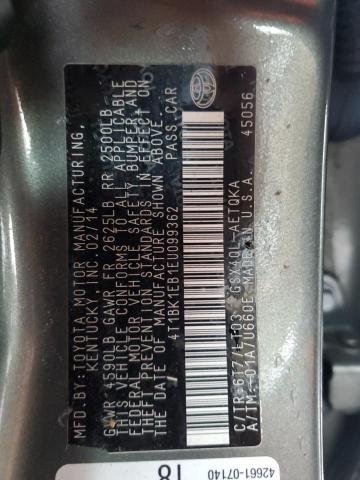 MFD. BY: TOYOTA MOTOR MANUFACTURING,
KENTUCKY, INC. 02/14
GVWR 4590LB GAWR FR 2625LB RR 2500LB
THIS VEHICLE CONFORMS TO ALL APPLICABLE
FEDERAL MOTOR VEHICLE SAFETY, BUMPER, AND
THEFT PREVENTION STANDARDS IN EFFECT ON
THE DATE OF MANUFACTURE SHOWN ABOVE.
4T1BK1EB1EU099362 PASS. CAR
C/TR:6T7/LT03 GSX40L-AETQKA
A/TM:-01A/U660E MADE IN U.S.A. 45056
42661-07140
18